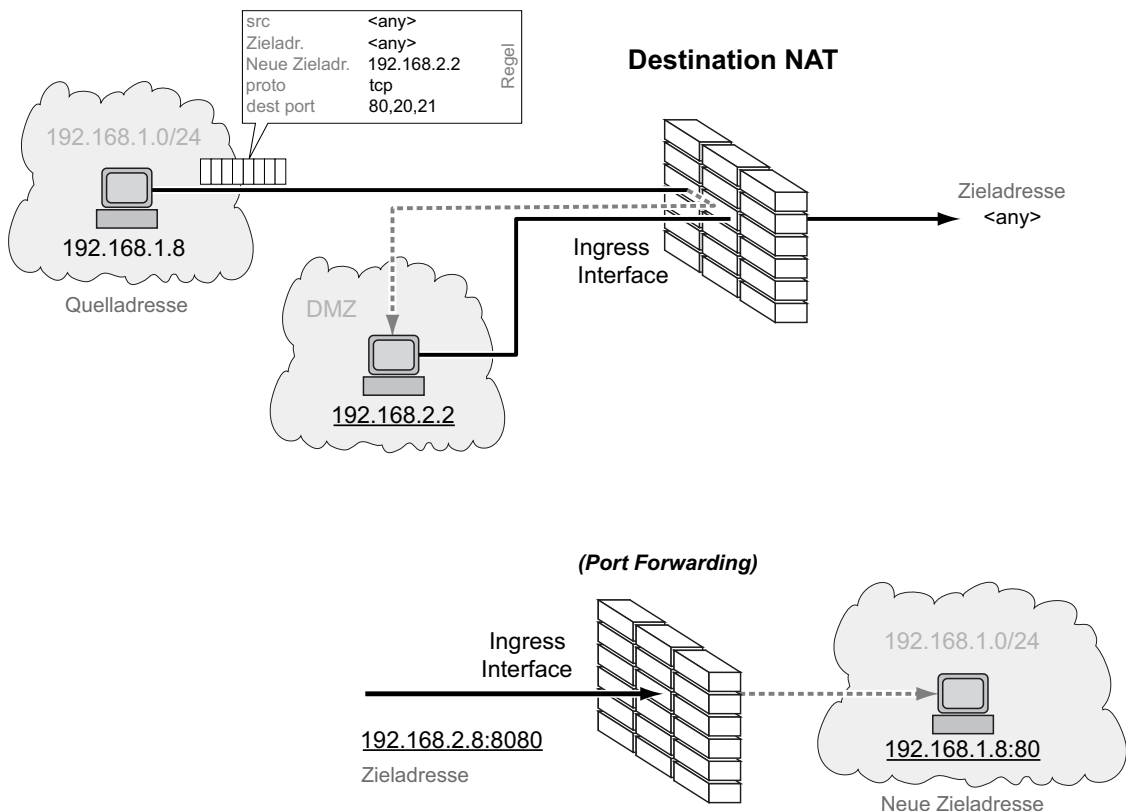 src <any>
Zieladr. <any>
Neue Zieladr. 192.168.2.2
proto tcp
dest port 80,20,21
Regel
Destination NAT
192.168.1.0/24
192.168.1.8
Quelladresse
Zieladresse
<any>
Ingress
Interface
DMZ
192.168.2.2
(Port Forwarding)
Ingress
Interface
192.168.2.8:8080
Zieladresse
192.168.1.0/24
192.168.1.8:80
Neue Zieladresse